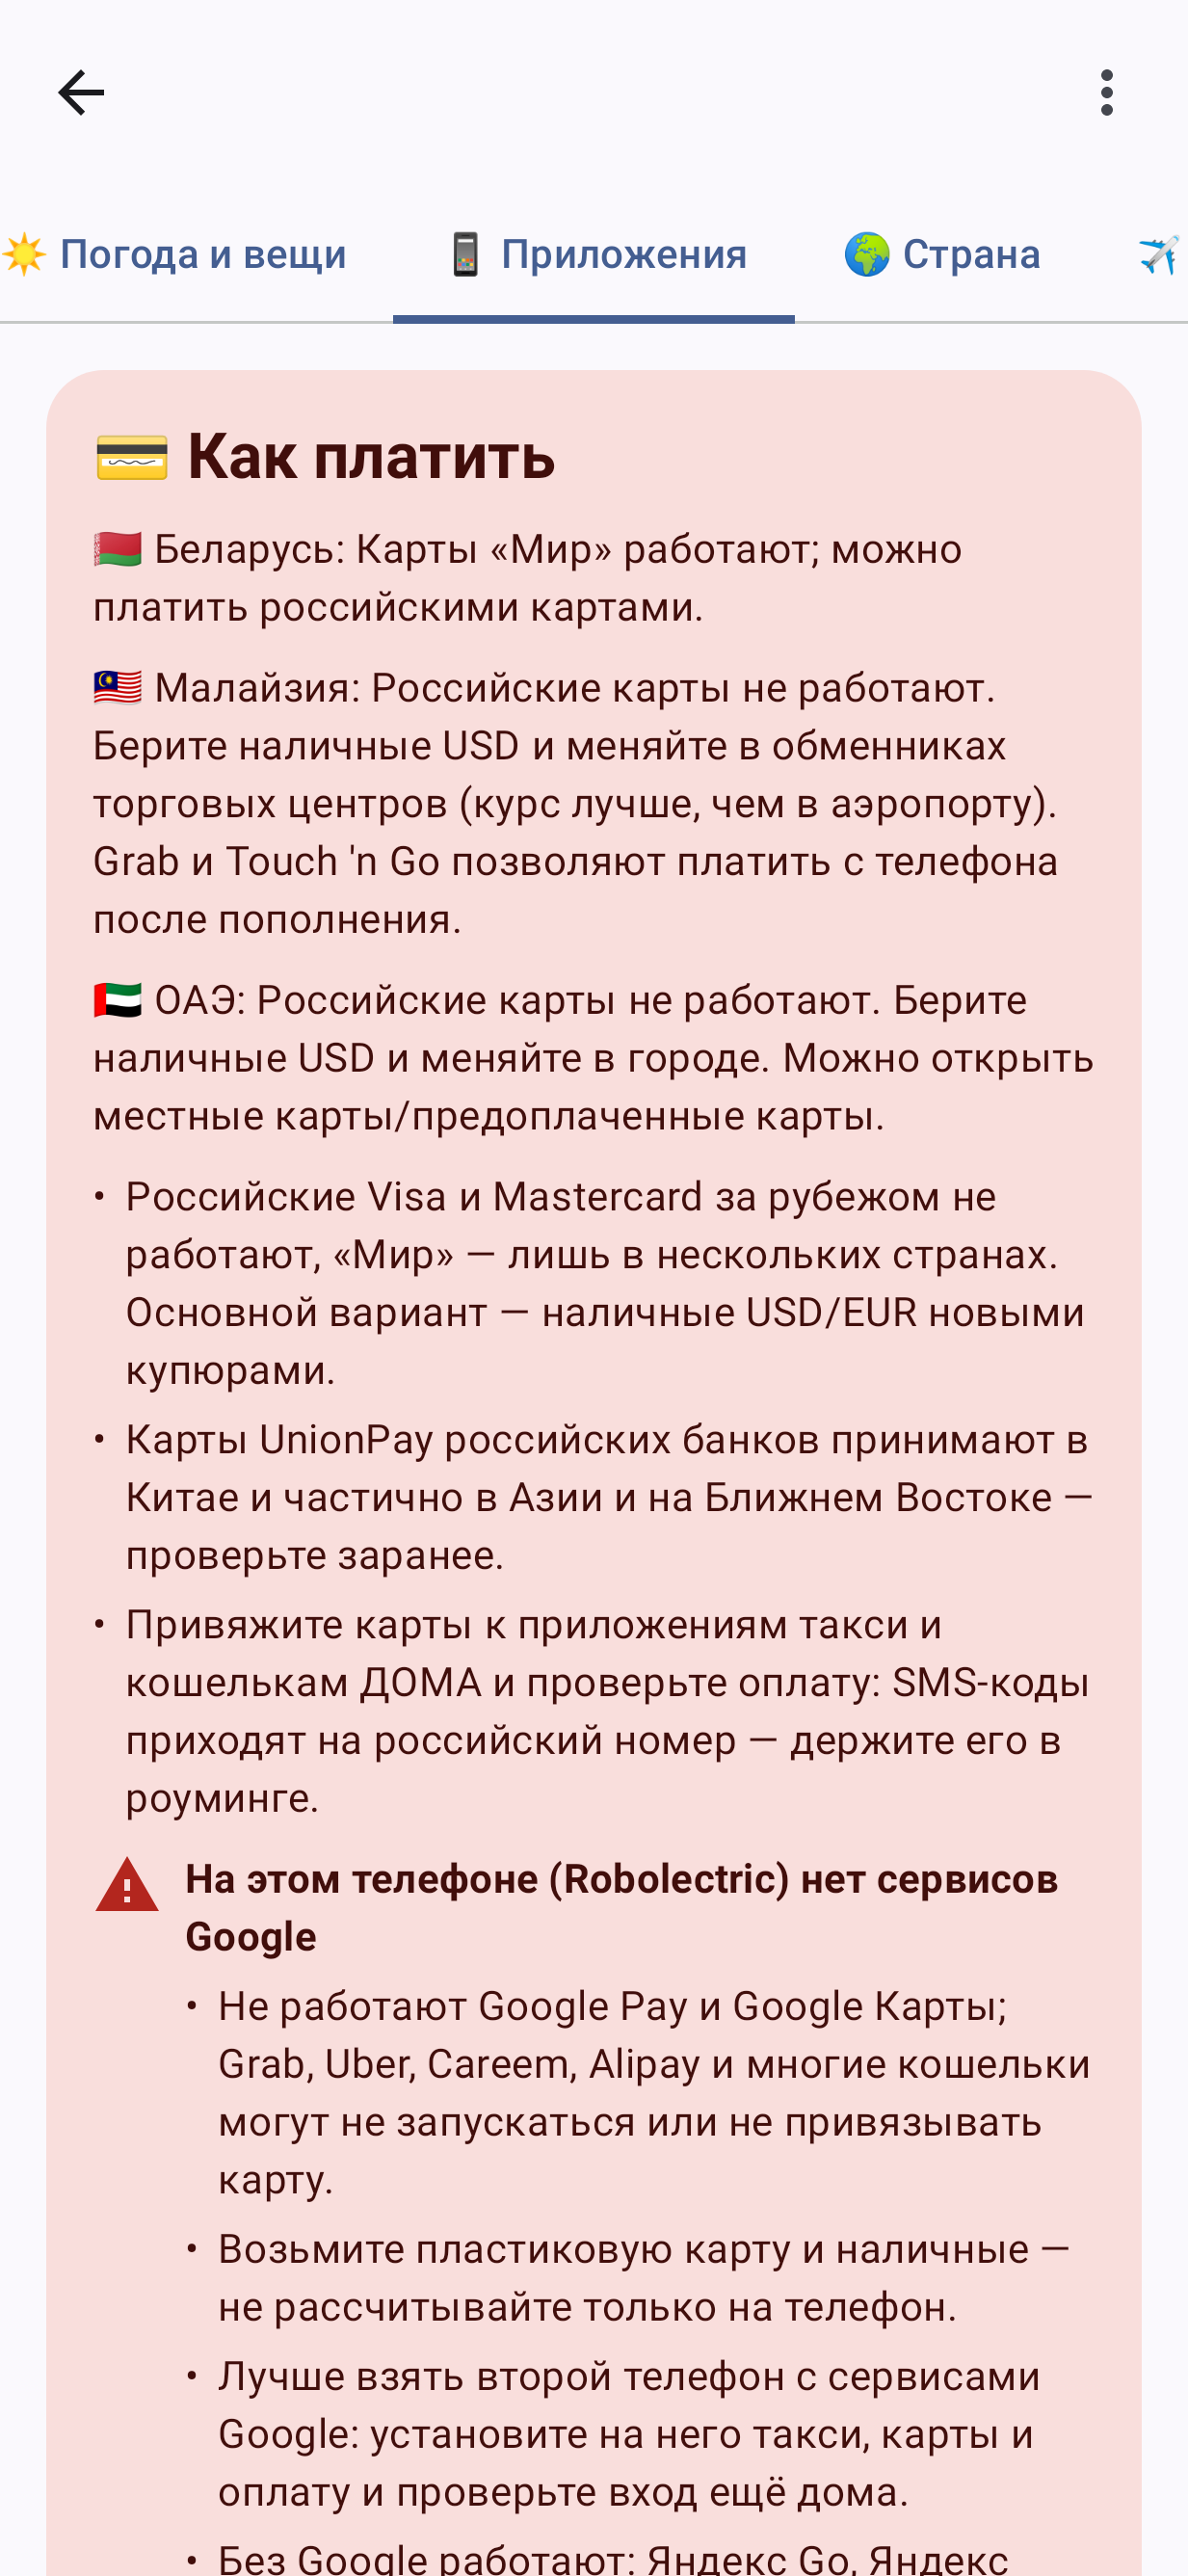 Погода и вещи
Приложения
Страна
Как платить
Беларусь: Карты «Мир» работают; можно
платить российскими картами.
Малайзия: Российские карты не работают.
Берите наличные USD и меняйте в обменниках
торговых центров (курс лучше, чем в аэропорту).
Grab и Touch 'n Go позволяют платить с телефона
после пополнения.
ОАЭ: Российские карты не работают. Берите
наличные USD и меняйте в городе. Можно открыть
местные карты/предоплаченные карты.
• Российские Visa и Mastercard за рубежом не
работают, «Мир» — лишь в нескольких странах.
Основной вариант — наличные USD/EUR новыми
купюрами.
• Карты UnionPay российских банков принимают в
Китае и частично в Азии и на Ближнем Востоке —
проверьте заранее.
• Привяжите карты к приложениям такси и
кошелькам ДОМА и проверьте оплату: SMS-коды
приходят на российский номер — держите его в
роуминге.
На этом телефоне (Robolectric) нет сервисов
Google
• Не работают Google Pay и Google Карты;
Grab, Uber, Careem, Alipay и многие кошельки
могут не запускаться или не привязывать
карту.
• Возьмите пластиковую карту и наличные —
не рассчитывайте только на телефон.
• Лучше взять второй телефон с сервисами
Google: установите на него такси, карты и
оплату и проверьте вход ещё дома.
• Без Google работают: Яндекс Go, Яндекс